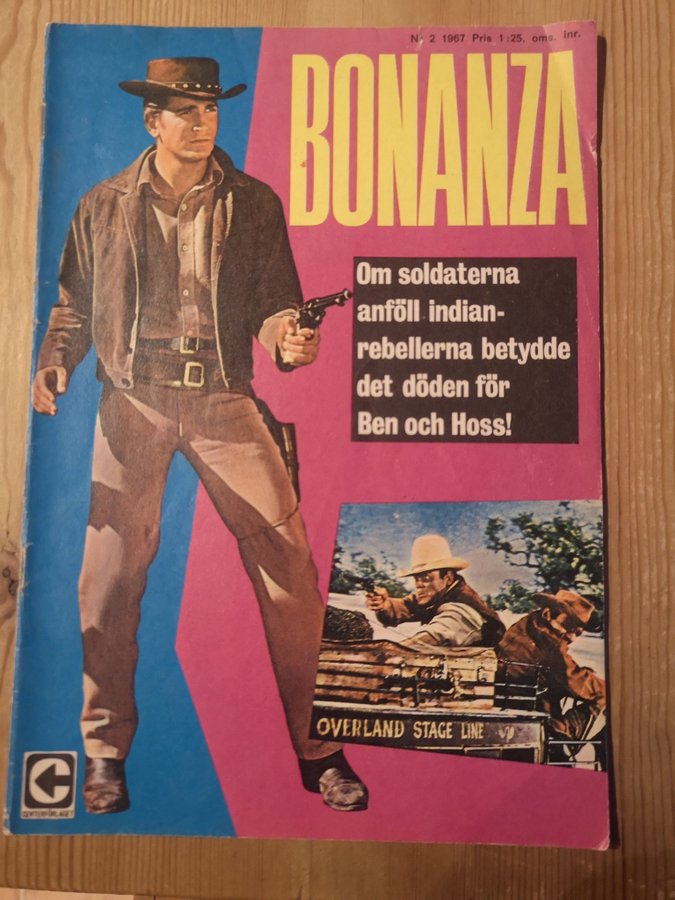 Nr 2 1967 Pris 1:25, oms. inr.
BONANZA
Om soldaterna
anföll indian-
rebellerna betydde
det döden för
Ben och Hoss!
OVERLAND STAGE LINE
C
CENTERFÖRLAGET